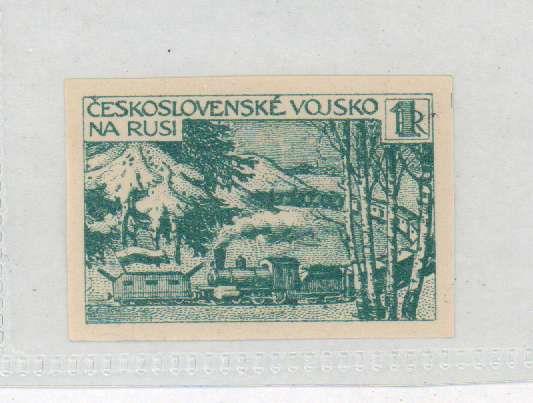 ČESKOSLOVENSKÉ VOJSKO
NA RUSI
1R